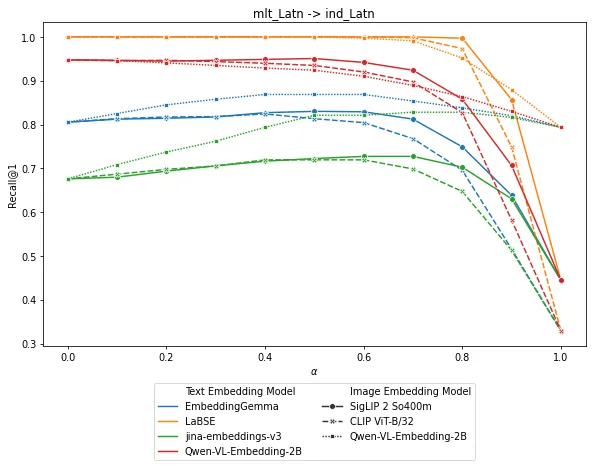 mlt_Latn -> ind_Latn
1.0
0.9
0.8
0.7
0.6
0.5
0.4
0.3
Recall@1
0.0 0.2 0.4 0.6 0.8 1.0
α
Text Embedding Model Image Embedding Model
EmbeddingGemma SigLIP 2 So400m
LaBSE CLIP ViT-B/32
jina-embeddings-v3 Qwen-VL-Embedding-2B
Qwen-VL-Embedding-2B